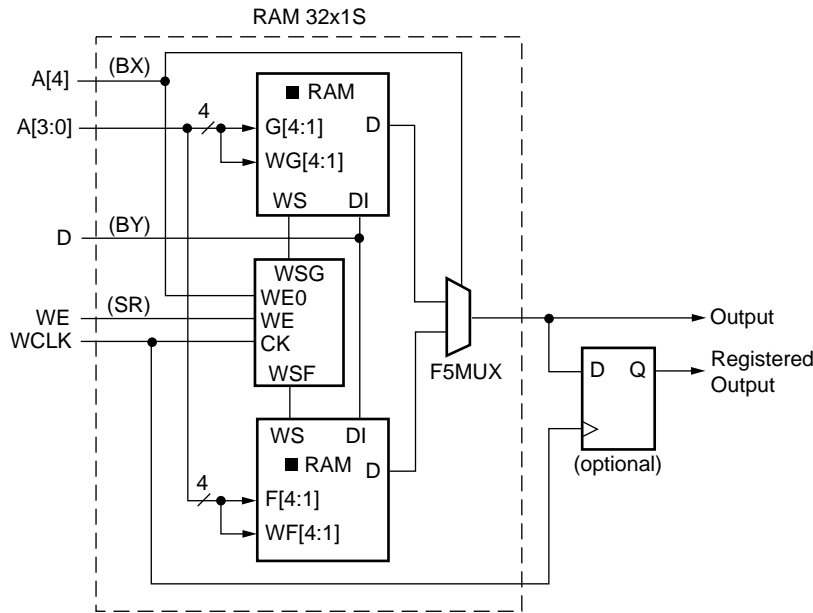 RAM 32x1S
A[4]
(BX)
A[3:0]
4
RAM
G[4:1]
D
WG[4:1]
WS
DI
D
(BY)
WSG
WE0
WE
(SR)
WE
WCLK
CK
WSF
F5MUX
Output
D
Q
Registered
Output
(optional)
WS
DI
RAM
D
4
F[4:1]
WF[4:1]